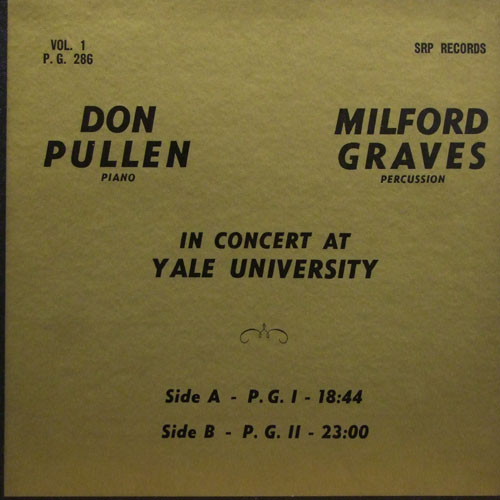 VOL. 1
P. G. 286
SRP RECORDS
DON
PULLEN
PIANO
MILFORD
GRAVES
PERCUSSION
IN CONCERT AT
YALE UNIVERSITY
Side A - P. G. I - 18:44
Side B - P. G. II - 23:00